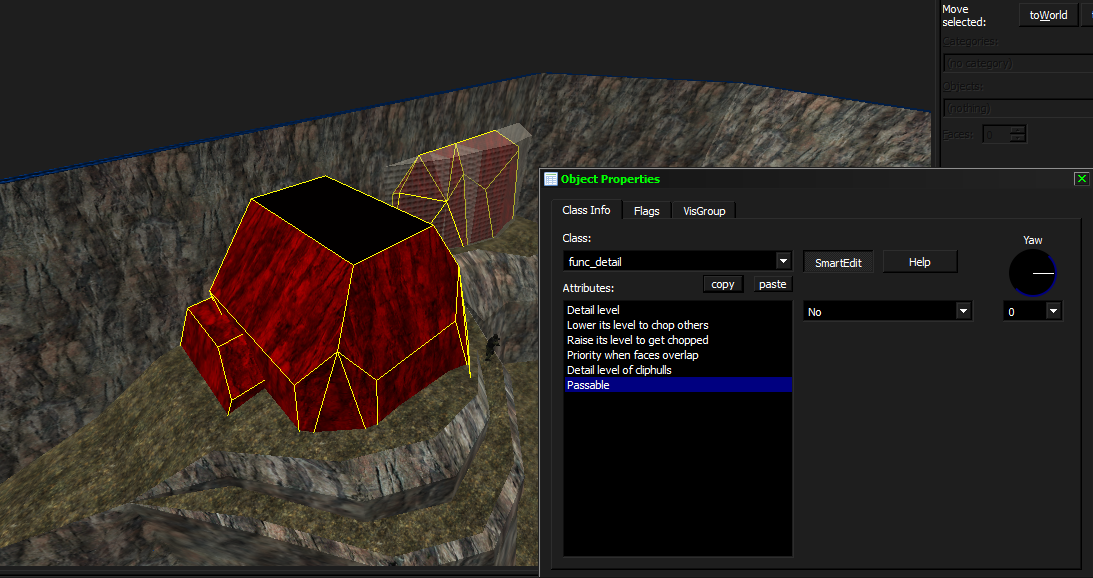 Move
selected:
toWorld
Categories:
(no category)
Objects:
(nothing)
Faces: 0
Object Properties
Class Info Flags VisGroup
Class:
func_detail
SmartEdit Help
Yaw
Attributes: copy paste
Detail level
Lower its level to chop others
Raise its level to get chopped
Priority when faces overlap
Detail level of cliphulls
Passable
No
0